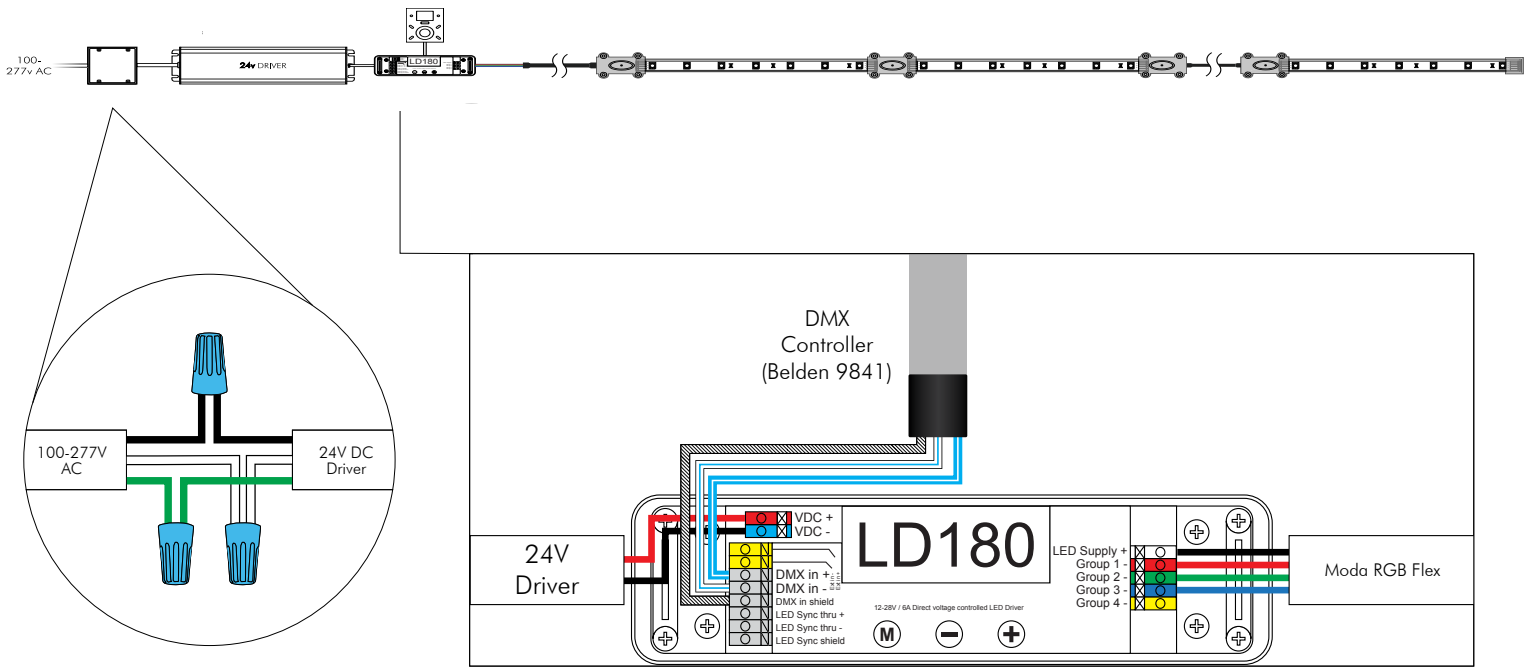 100-
277v AC
24v DRIVER
LD180
DMX
Controller
(Belden 9841)
100-277V
AC
24V DC
Driver
24V
Driver
VDC +
VDC -
DMX in +
DMX in -
DMX in shield
LED Sync thru +
LED Sync thru -
LED Sync shield
LD180
12-28V / 6A Direct voltage controlled LED Driver
M
LED Supply +
Group 1 -
Group 2 -
Group 3 -
Group 4 -
Moda RGB Flex